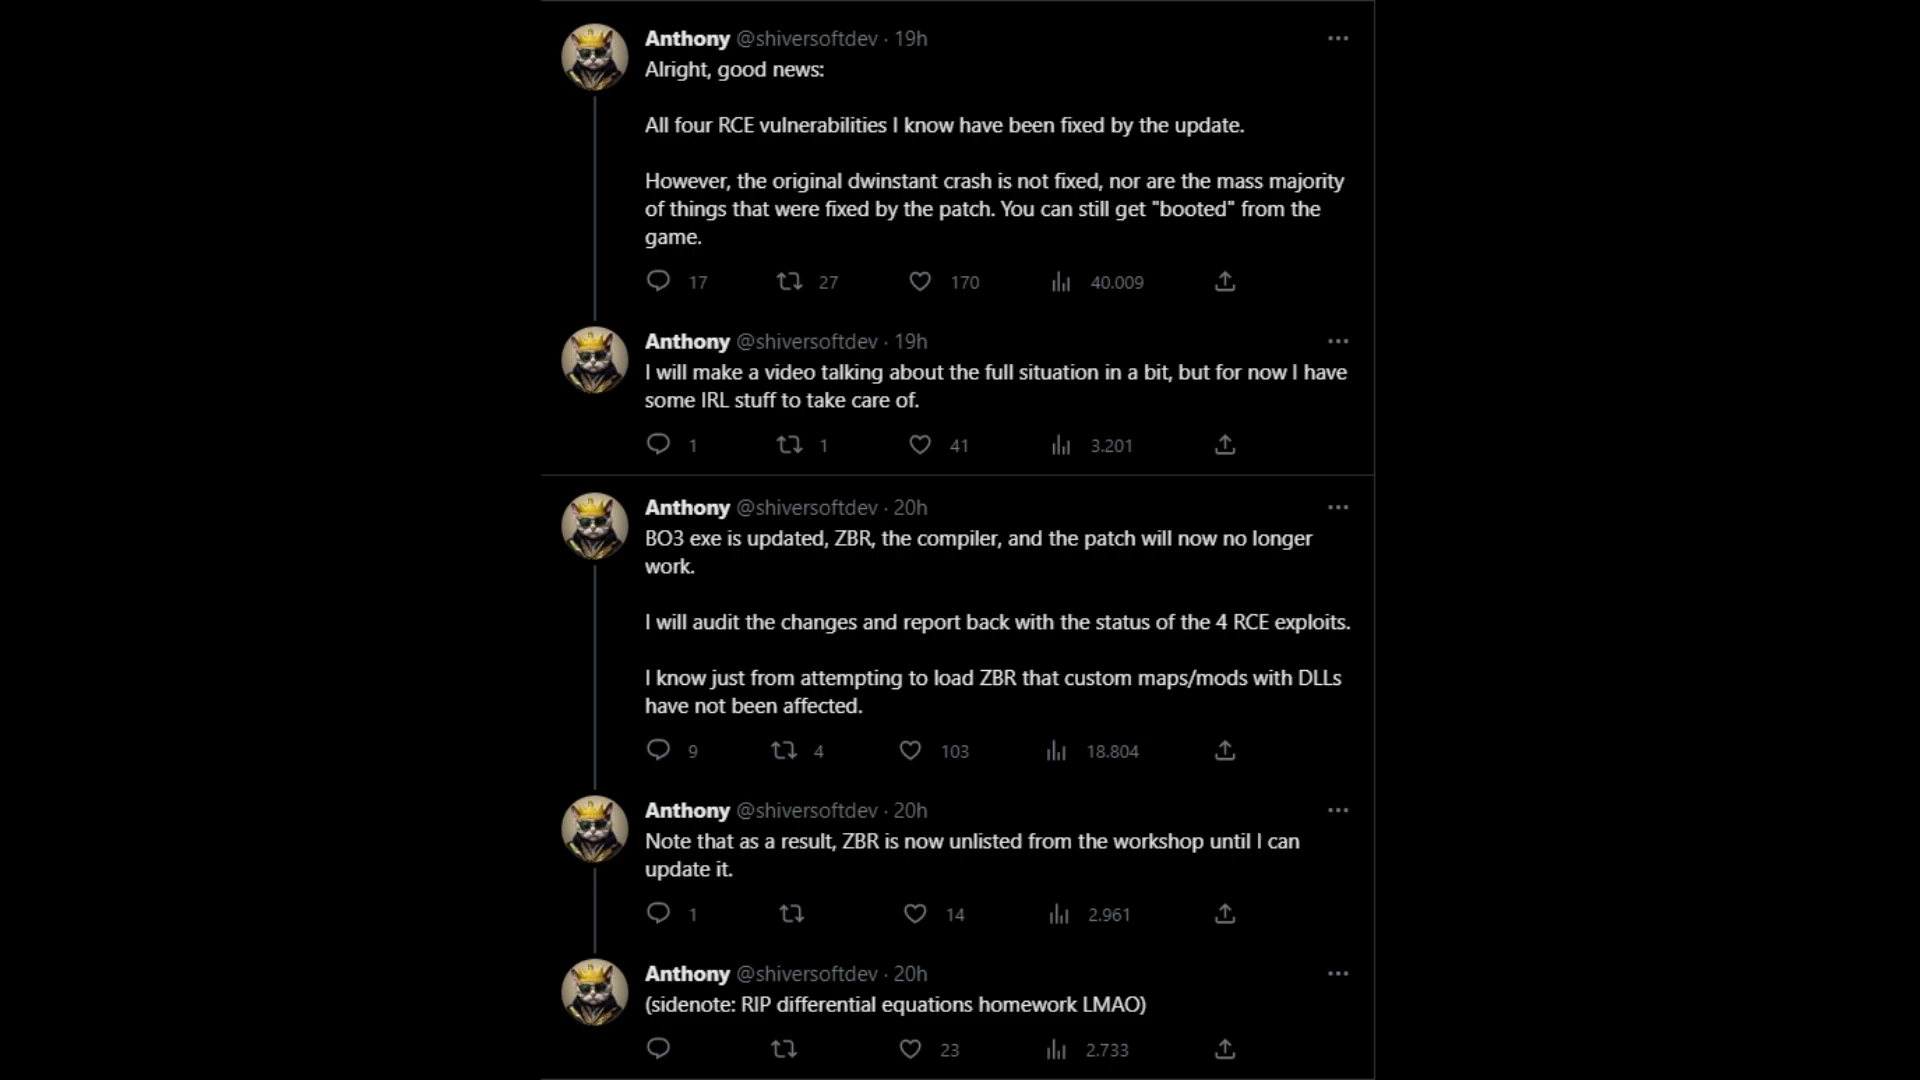 Anthony @shiversoftdev · 19h
Alright, good news:
All four RCE vulnerabilities I know have been fixed by the update.
However, the original dwinstant crash is not fixed, nor are the mass majority
of things that were fixed by the patch. You can still get "booted" from the
game.
17 27 170 40.009
Anthony @shiversoftdev · 19h
I will make a video talking about the full situation in a bit, but for now I have
some IRL stuff to take care of.
1 1 41 3.201
Anthony @shiversoftdev · 20h
BO3 exe is updated, ZBR, the compiler, and the patch will now no longer
work.
I will audit the changes and report back with the status of the 4 RCE exploits.
I know just from attempting to load ZBR that custom maps/mods with DLLs
have not been affected.
9 4 103 18.804
Anthony @shiversoftdev · 20h
Note that as a result, ZBR is now unlisted from the workshop until I can
update it.
1 14 2.961
Anthony @shiversoftdev · 20h
(sidenote: RIP differential equations homework LMAO)
23 2.733